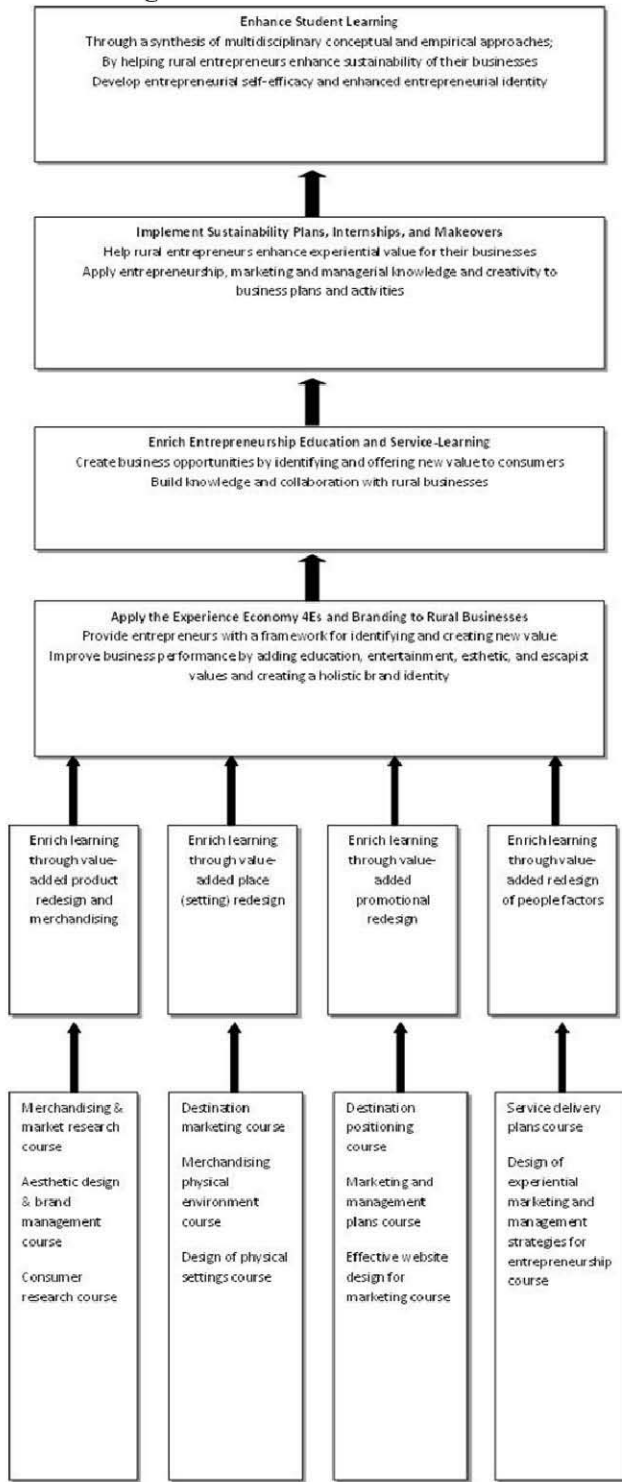 Enhance Student Learning
Through a synthesis of multidisciplinary conceptual and empirical approaches;
By helping rural entrepreneurs enhance sustainability of their businesses
Develop entrepreneurial self-efficacy and enhanced entrepreneurial identity
Implement Sustainability Plans, Internships, and Makeovers
Help rural entrepreneurs enhance experiential value for their businesses
Apply entrepreneurship, marketing and managerial knowledge and creativity to
business plans and activities
Enrich Entrepreneurship Education and Service-Learning
Create business opportunities by identifying and offering new value to consumers
Build knowledge and collaboration with rural businesses
Apply the Experience Economy 4Es and Branding to Rural Businesses
Provide entrepreneurs with a framework for identifying and creating new value
Improve business performance by adding education, entertainment, esthetic, and escapist
values and creating a holistic brand identity
Enrich learning
through value-
added product
redesign and
merchandising
Enrich learning
through value-
added place
(setting) redesign
Enrich learning
through value-
added
promotional
redesign
Enrich learning
through value-
added redesign
of people factors
Merchandising &
market research
course
Aesthetic design
& brand
management
course
Consumer
research course
Destination
marketing course
Merchandising
physical
environment
course
Design of physical
settings course
Destination
positioning
course
Marketing and
management
plans course
Effective website
design for
marketing course
Service delivery
plans course
Design of
experiential
marketing and
management
strategies for
entrepreneurship
course